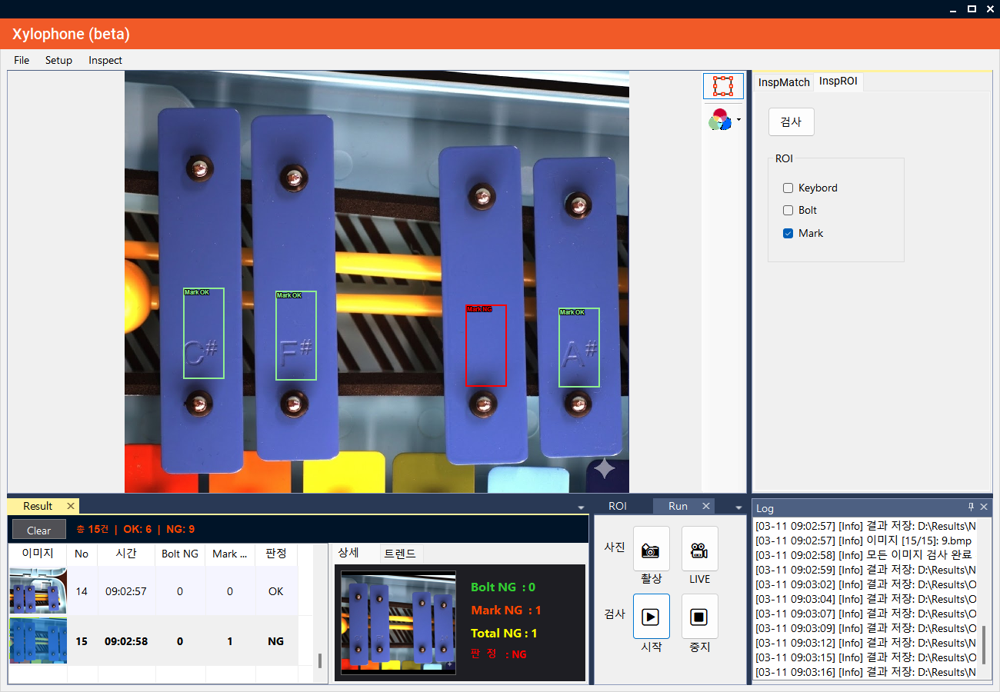 Xylophone (beta)
File Setup Inspect
InspMatch InspROI
검사
ROI
Keybord
Bolt
Mark
Mark OK
Mark OK
Mark NG
Mark OK
C#
F#
A#
Result
Clear
총 15건 | OK: 6 | NG: 9
이미지 No 시간 Bolt NG Mark ... 판정
14 09:02:57 0 0 OK
15 09:02:58 0 1 NG
상세 트렌드
Bolt NG : 0
Mark NG : 1
Total NG : 1
판 정 : NG
ROI Run
사진
촬상 LIVE
검사
시작 중지
Log
[03-11 09:02:57] [Info] 결과 저장: D:\Results\N
[03-11 09:02:57] [Info] 이미지 [15/15]: 9.bmp
[03-11 09:02:58] [Info] 모든 이미지 검사 완료
[03-11 09:02:59] [Info] 결과 저장: D:\Results\N
[03-11 09:03:02] [Info] 결과 저장: D:\Results\O
[03-11 09:03:04] [Info] 결과 저장: D:\Results\N
[03-11 09:03:07] [Info] 결과 저장: D:\Results\O
[03-11 09:03:09] [Info] 결과 저장: D:\Results\O
[03-11 09:03:12] [Info] 결과 저장: D:\Results\N
[03-11 09:03:15] [Info] 결과 저장: D:\Results\O
[03-11 09:03:16] [Info] 결과 저장: D:\Results\N